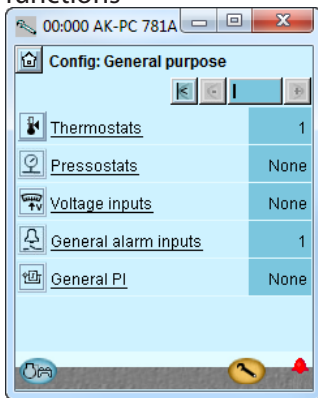 functions
00:000 AK-PC 781A
Config: General purpose
Thermostats 1
Pressostats None
Voltage inputs None
General alarm inputs 1
General PI None